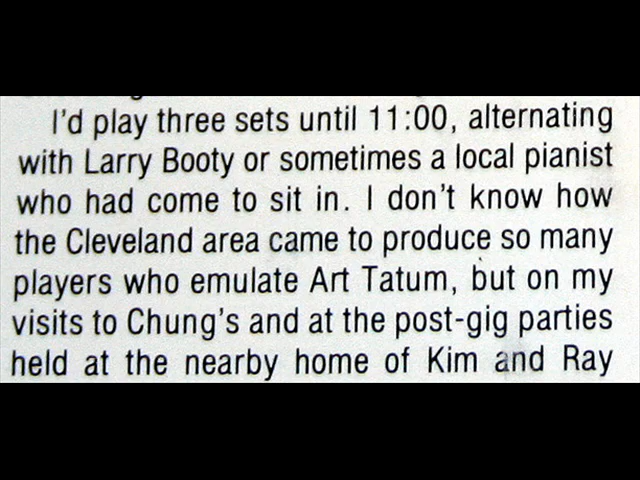 I'd play three sets until 11:00, alternating
with Larry Booty or sometimes a local pianist
who had come to sit in. I don't know how
the Cleveland area came to produce so many
players who emulate Art Tatum, but on my
visits to Chung's and at the post-gig parties
held at the nearby home of Kim and Ray